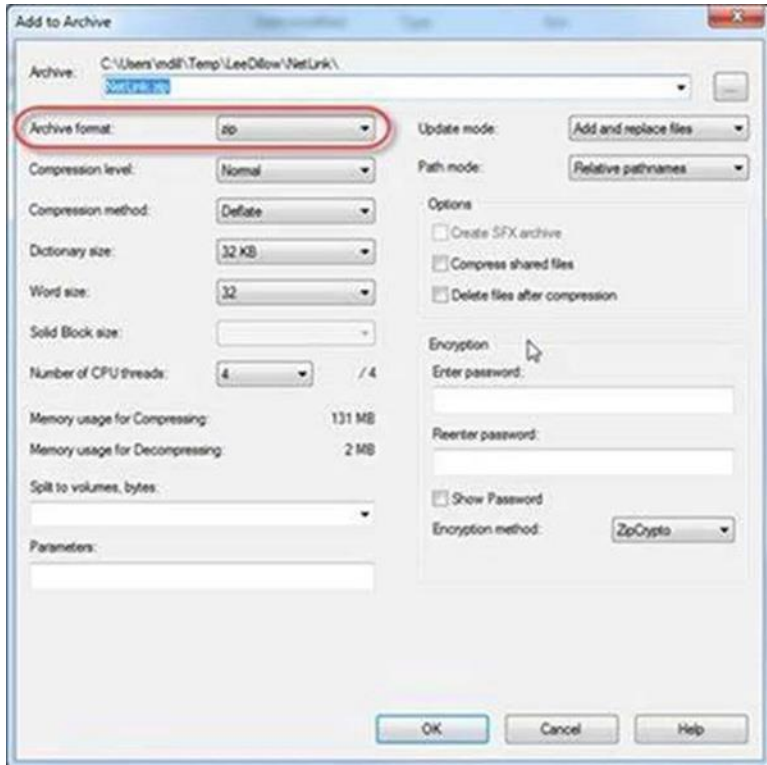 Add to Archive
Archive:
C:\Users\mdill\Temp\LeeDillow\NetLink\
NetLink.zip
...
Archive format:
zip
Compression level:
Normal
Compression method:
Deflate
Dictionary size:
32 KB
Word size:
32
Solid Block size:
Number of CPU threads:
4
/ 4
Memory usage for Compressing:
131 MB
Memory usage for Decompressing:
2 MB
Split to volumes, bytes:
Parameters:
Update mode:
Add and replace files
Path mode:
Relative pathnames
Options
Create SFX archive
Compress shared files
Delete files after compression
Encryption
Enter password:
Reenter password:
Show Password
Encryption method:
ZipCrypto
OK
Cancel
Help